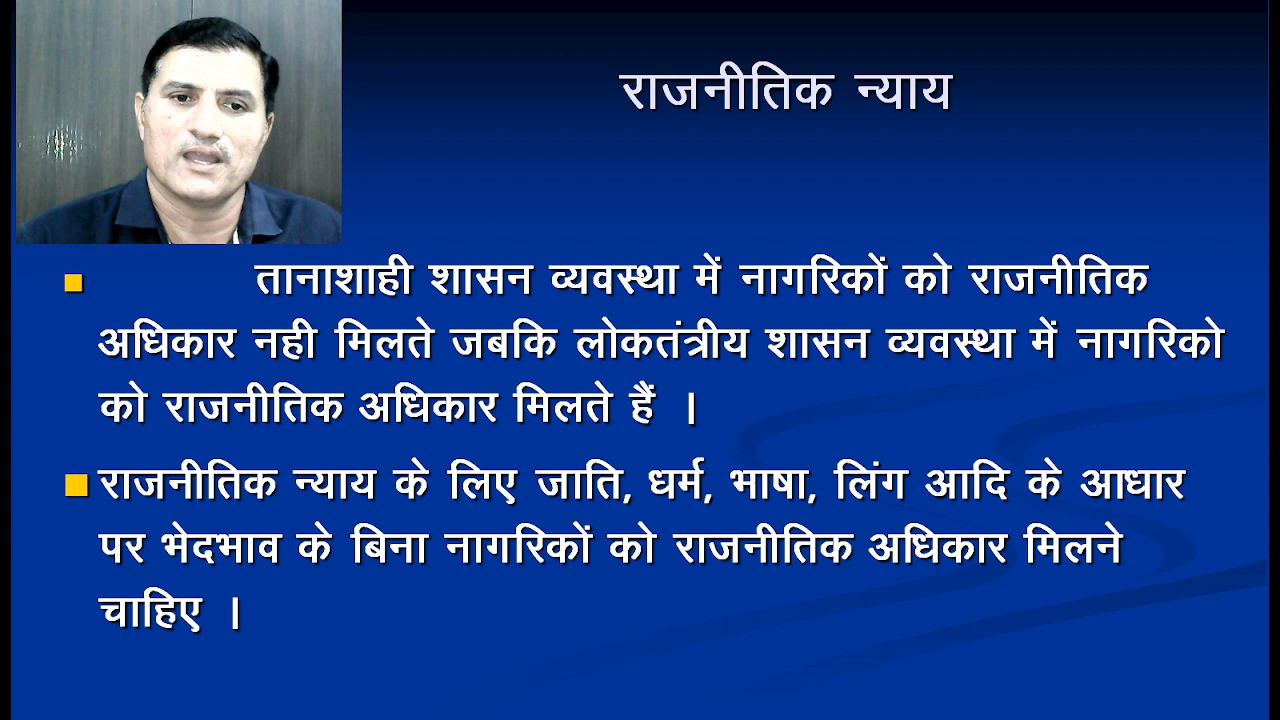 राजनीतिक न्याय
तानाशाही शासन व्यवस्था में नागरिकों को राजनीतिक
अधिकार नही मिलते जबकि लोकतंत्रीय शासन व्यवस्था में नागरिको
को राजनीतिक अधिकार मिलते हैं ।
राजनीतिक न्याय के लिए जाति, धर्म, भाषा, लिंग आदि के आधार
पर भेदभाव के बिना नागरिकों को राजनीतिक अधिकार मिलने
चाहिए ।